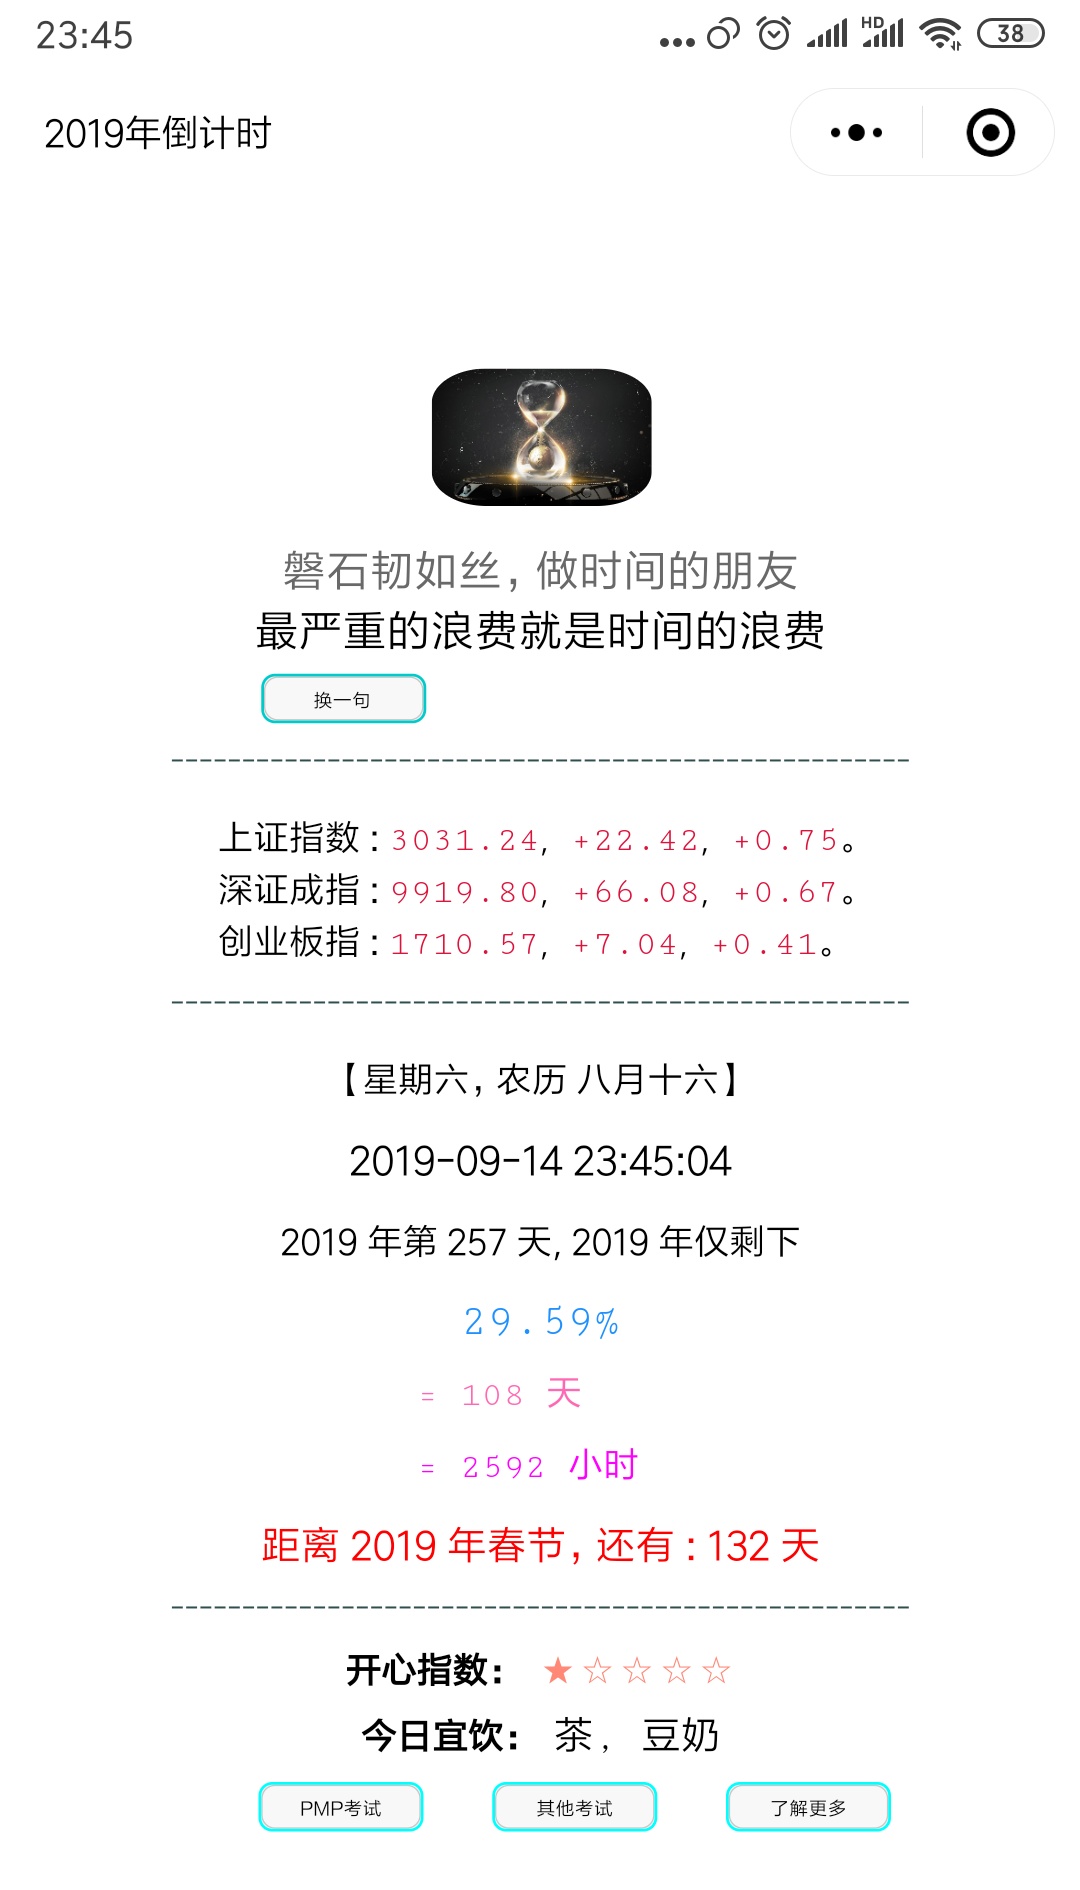 23:45
HD
38
2019年倒计时
磐石韧如丝，做时间的朋友
最严重的浪费就是时间的浪费
换一句
--------------------------------------------------
上证指数：3031.24, +22.42, +0.75。
深证成指：9919.80, +66.08, +0.67。
创业板指：1710.57, +7.04, +0.41。
--------------------------------------------------
【星期六，农历 八月十六】
2019-09-14 23:45:04
2019 年第 257 天, 2019 年仅剩下
29.59%
= 108 天
= 2592 小时
距离 2019 年春节，还有：132 天
--------------------------------------------------
开心指数： ★☆☆☆☆
今日宜饮： 茶， 豆奶
PMP考试 其他考试 了解更多